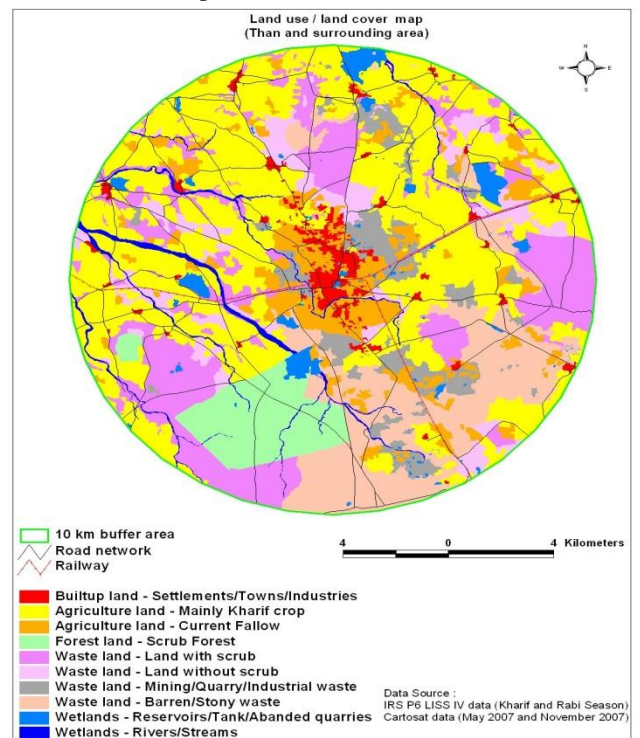 Land use / land cover map
(Than and surrounding area)
N
W E
S
10 km buffer area
Road network
Railway
4 0 4 Kilometers
Builtup land - Settlements/Towns/Industries
Agriculture land - Mainly Kharif crop
Agriculture land - Current Fallow
Forest land - Scrub Forest
Waste land - Land with scrub
Waste land - Land without scrub
Waste land - Mining/Quarry/Industrial waste
Waste land - Barren/Stony waste
Wetlands - Reservoirs/Tank/Abanded quarries
Wetlands - Rivers/Streams
Data Source :
IRS P6 LISS IV data (Kharif and Rabi Season)
Cartosat data (May 2007 and November 2007)